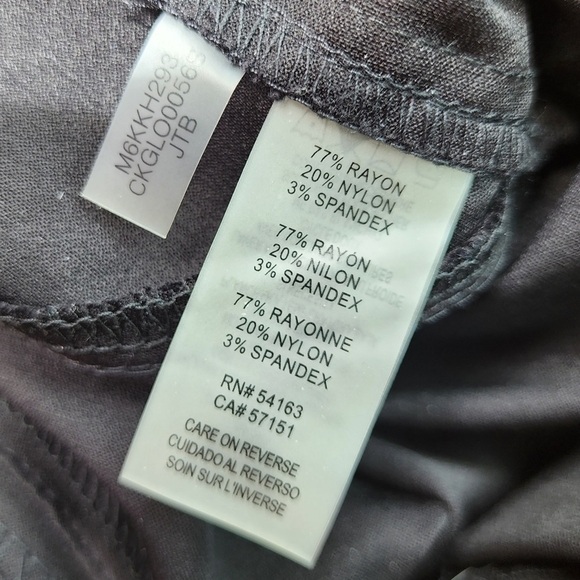 M6KKH293
CKGLO000569
JTB
77% RAYON
20% NYLON
3% SPANDEX
77% RAYÓN
20% NILON
3% SPANDEX
77% RAYONNE
20% NYLON
3% SPANDEX
RN# 54163
CA# 57151
CARE ON REVERSE
CUIDADO AL REVERSO
SOIN SUR L'INVERSE